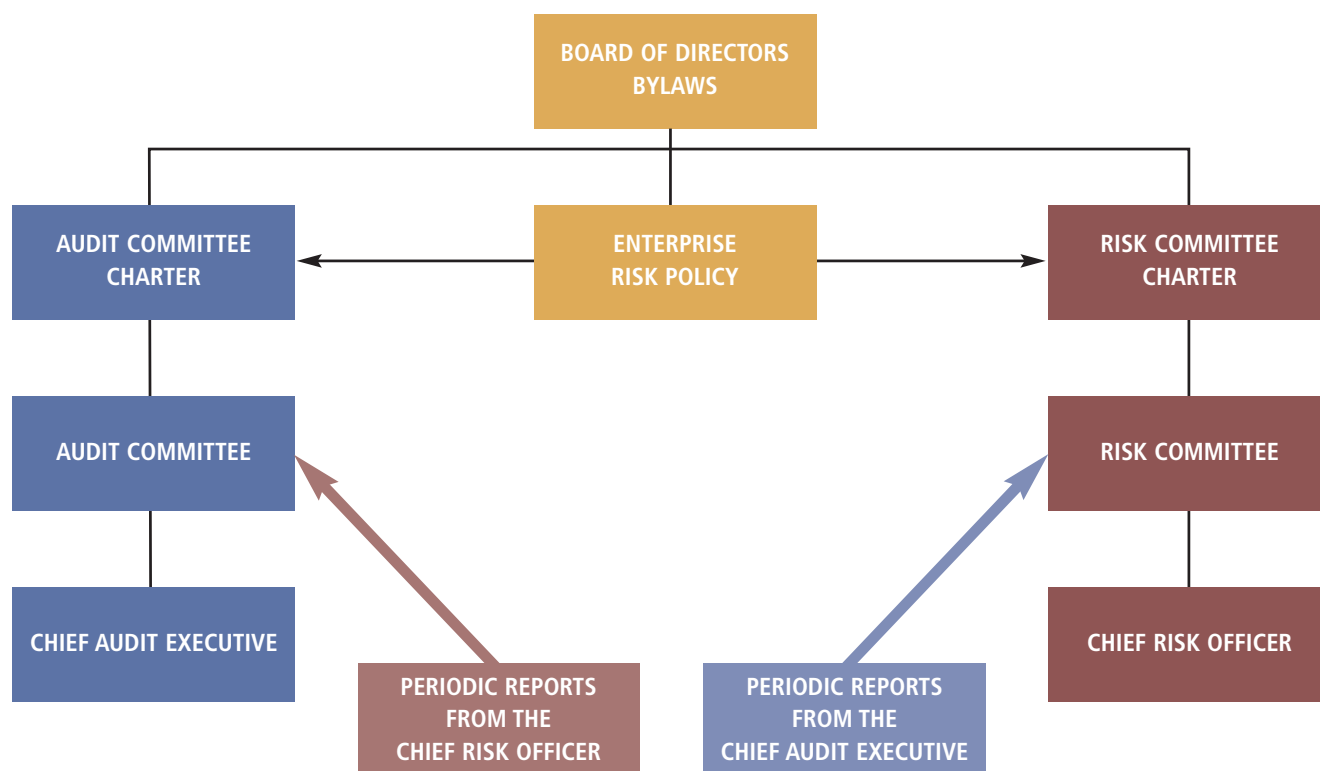 BOARD OF DIRECTORS
BYLAWS
AUDIT COMMITTEE
CHARTER
ENTERPRISE
RISK POLICY
RISK COMMITTEE
CHARTER
AUDIT COMMITTEE
RISK COMMITTEE
CHIEF AUDIT EXECUTIVE
CHIEF RISK OFFICER
PERIODIC REPORTS
FROM THE
CHIEF RISK OFFICER
PERIODIC REPORTS
FROM THE
CHIEF AUDIT EXECUTIVE